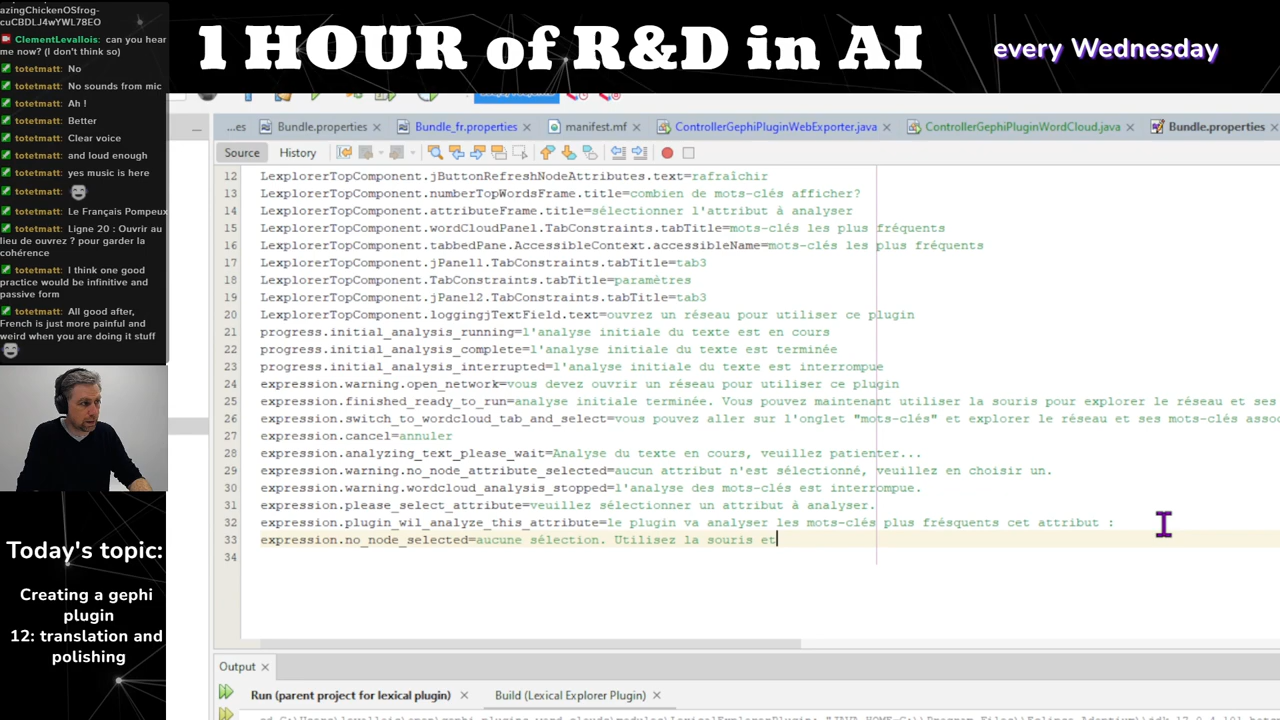 azingChickenOSfrog-
cuCBDLJ4wYWL78EO
ClementLevallois: can you hear
me now? (I don't think so)
totetmatt: No
totetmatt: No sounds from mic
totetmatt: Ah !
totetmatt: Better
totetmatt: Clear voice
totetmatt: and loud enough
totetmatt: yes music is here
totetmatt:
totetmatt: Le Français Pompeux
totetmatt: Ligne 20 : Ouvrir au
lieu de ouvrez ? pour garder la
cohérence
totetmatt: I think one good
practice would be infinitive and
passive form
totetmatt: All good after,
French is just more painful and
weird when you are doing it stuff
Today's topic:
Creating a gephi
plugin
12: translation and
polishing
1 HOUR of R&D in AI
every Wednesday
...es
Bundle.properties
Bundle_fr.properties
manifest.mf
ControllerGephiPluginWebExporter.java
ControllerGephiPluginWordCloud.java
Bundle.properties
Source
History
12 LexplorerTopComponent.jButtonRefreshNodeAttributes.text=rafraîchir
13 LexplorerTopComponent.numberTopWordsFrame.title=combien de mots-clés afficher?
14 LexplorerTopComponent.attributeFrame.title=sélectionner l'attribut à analyser
15 LexplorerTopComponent.wordCloudPanel.TabConstraints.tabTitle=mots-clés les plus fréquents
16 LexplorerTopComponent.tabbedPane.AccessibleContext.accessibleName=mots-clés les plus fréquents
17 LexplorerTopComponent.jPanel1.TabConstraints.tabTitle=tab3
18 LexplorerTopComponent.TabConstraints.tabTitle=paramètres
19 LexplorerTopComponent.jPanel2.TabConstraints.tabTitle=tab3
20 LexplorerTopComponent.loggingjTextField.text=ouvrez un réseau pour utiliser ce plugin
21 progress.initial_analysis_running=l'analyse initiale du texte est en cours
22 progress.initial_analysis_complete=l'analyse initiale du texte est terminée
23 progress.initial_analysis_interrupted=l'analyse initiale du texte est interrompue
24 expression.warning.open_network=vous devez ouvrir un réseau pour utiliser ce plugin
25 expression.finished_ready_to_run=analyse initiale terminée. Vous pouvez maintenant utiliser la souris pour explorer le réseau et ses
26 expression.switch_to_wordcloud_tab_and_select=vous pouvez aller sur l'onglet "mots-clés" et explorer le réseau et ses mots-clés asso
27 expression.cancel=annuler
28 expression.analyzing_text_please_wait=Analyse du texte en cours, veuillez patienter...
29 expression.warning.no_node_attribute_selected=aucun attribut n'est sélectionné, veuillez en choisir un.
30 expression.warning.wordcloud_analysis_stopped=l'analyse des mots-clés est interrompue.
31 expression.please_select_attribute=veuillez sélectionner un attribut à analyser.
32 expression.plugin_wil_analyze_this_attribute=le plugin va analyser les mots-clés plus frésquents cet attribut :
33 expression.no_node_selected=aucune sélection. Utilisez la souris et
34
Output
Run (parent project for lexical plugin)
Build (Lexical Explorer Plugin)